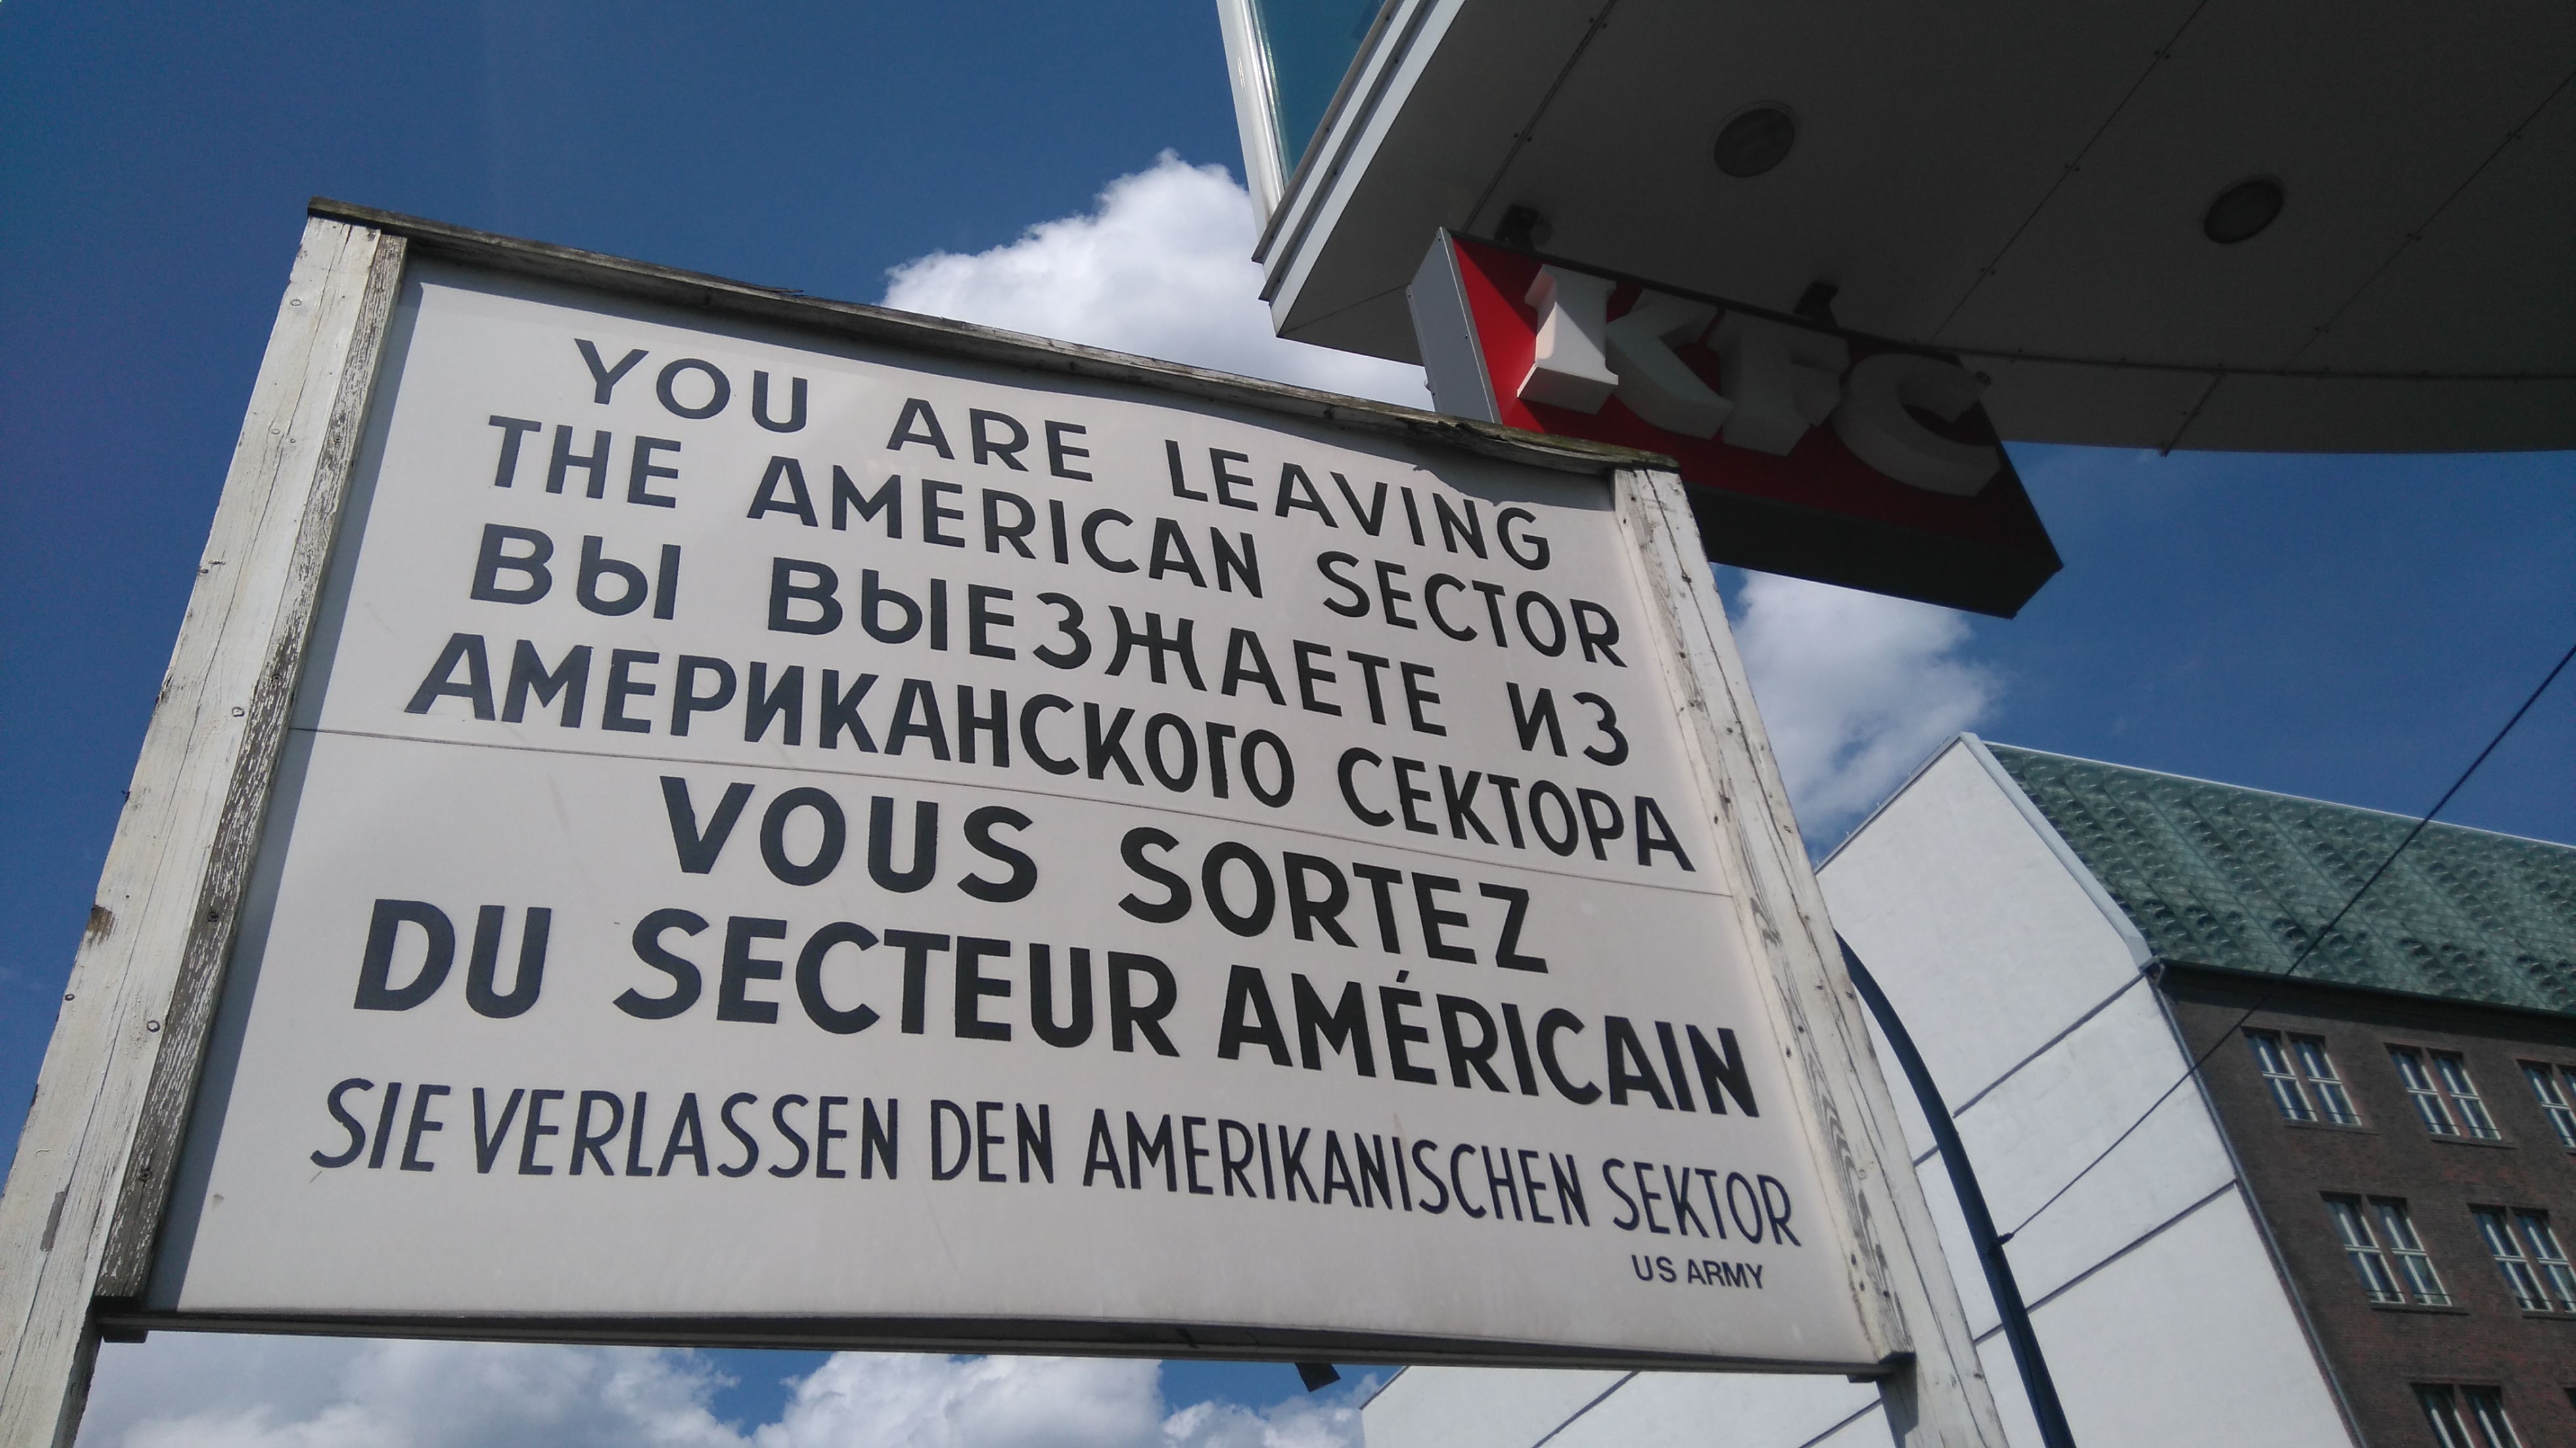 YOU ARE LEAVING
THE AMERICAN SECTOR
ВЫ ВЫЕЗЖАЕТЕ ИЗ
АМЕРИКАНСКОГО СЕКТОРА
VOUS SORTEZ
DU SECTEUR AMÉRICAIN
SIE VERLASSEN DEN AMERIKANISCHEN SEKTOR
US ARMY
KFC